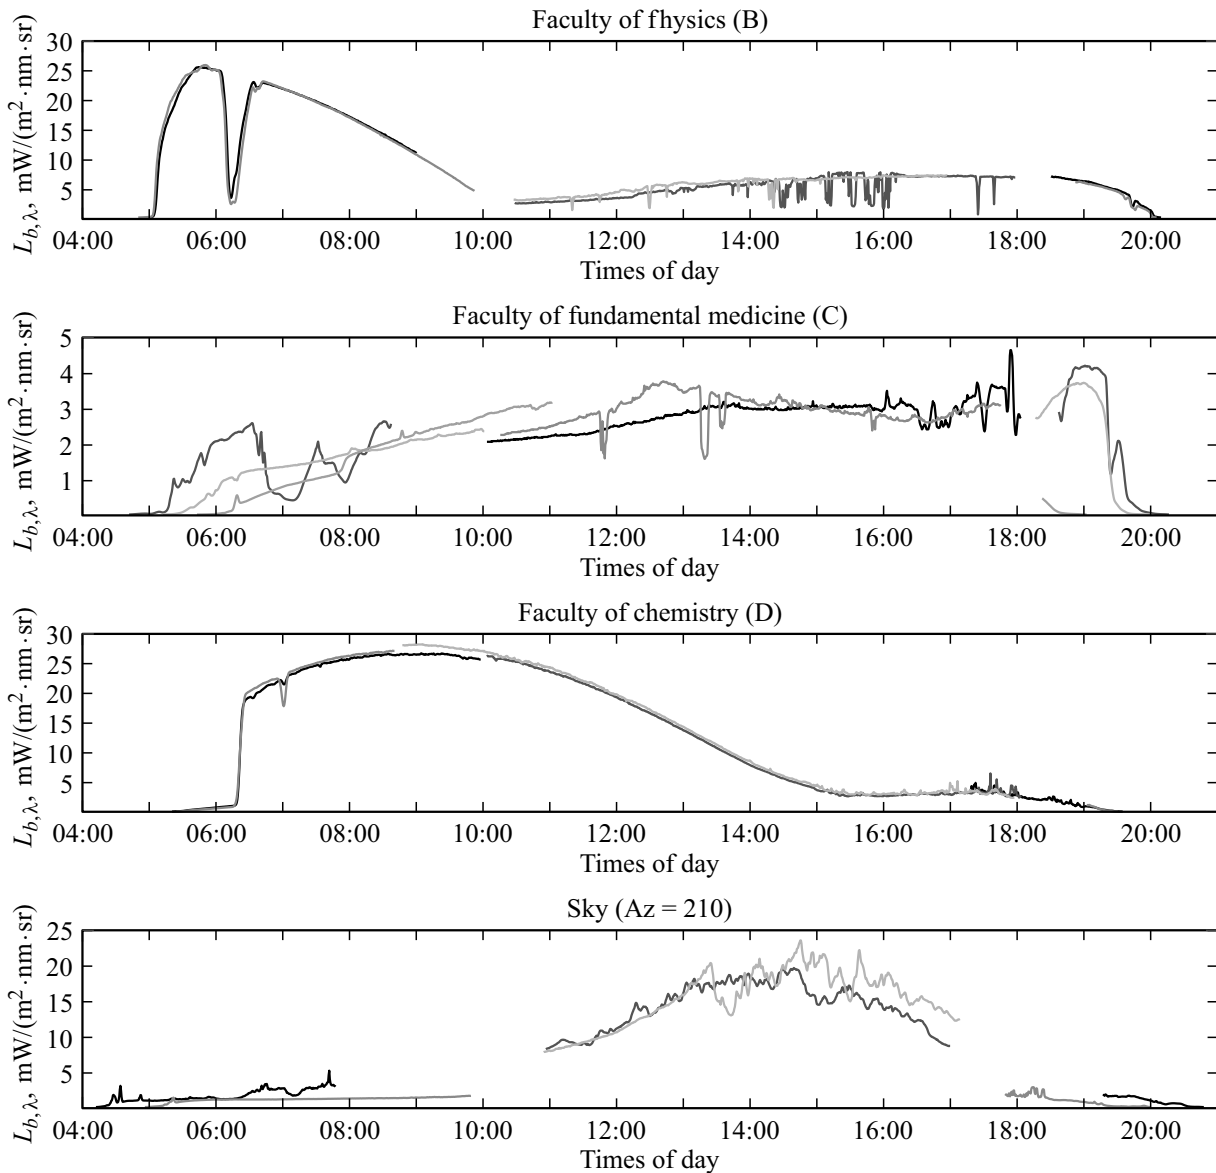 Faculty of fhysics (B)
L_{b,λ}, mW/(m²·nm·sr)
30
25
20
15
10
5
04:00 06:00 08:00 10:00 12:00 14:00 16:00 18:00 20:00
Times of day
Faculty of fundamental medicine (C)
L_{b,λ}, mW/(m²·nm·sr)
5
4
3
2
1
04:00 06:00 08:00 10:00 12:00 14:00 16:00 18:00 20:00
Times of day
Faculty of chemistry (D)
L_{b,λ}, mW/(m²·nm·sr)
30
25
20
15
10
5
04:00 06:00 08:00 10:00 12:00 14:00 16:00 18:00 20:00
Times of day
Sky (Az = 210)
L_{b,λ}, mW/(m²·nm·sr)
25
20
15
10
5
04:00 06:00 08:00 10:00 12:00 14:00 16:00 18:00 20:00
Times of day